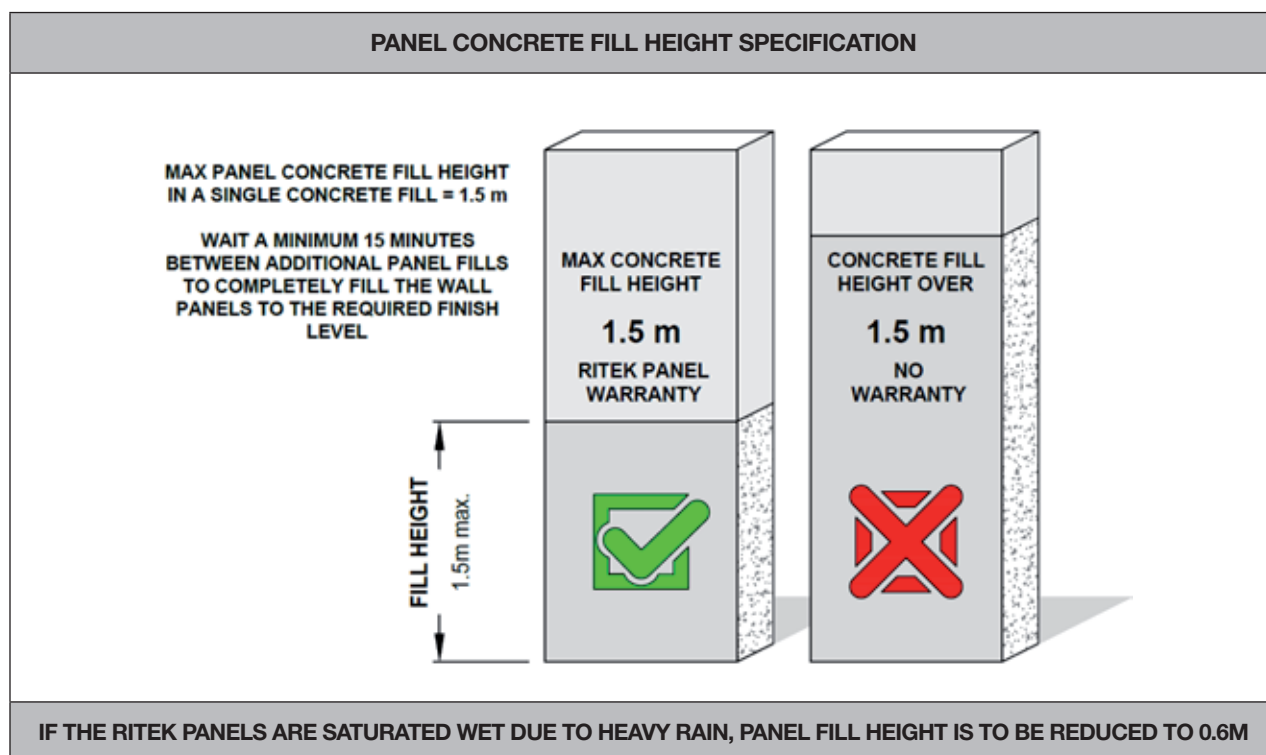 PANEL CONCRETE FILL HEIGHT SPECIFICATION
MAX PANEL CONCRETE FILL HEIGHT
IN A SINGLE CONCRETE FILL = 1.5 m
WAIT A MINIMUM 15 MINUTES
BETWEEN ADDITIONAL PANEL FILLS
TO COMPLETELY FILL THE WALL
PANELS TO THE REQUIRED FINISH
LEVEL
MAX CONCRETE
FILL HEIGHT
1.5 m
RITEK PANEL
WARRANTY
CONCRETE FILL
HEIGHT OVER
1.5 m
NO
WARRANTY
FILL HEIGHT
1.5m max.
IF THE RITEK PANELS ARE SATURATED WET DUE TO HEAVY RAIN, PANEL FILL HEIGHT IS TO BE REDUCED TO 0.6M